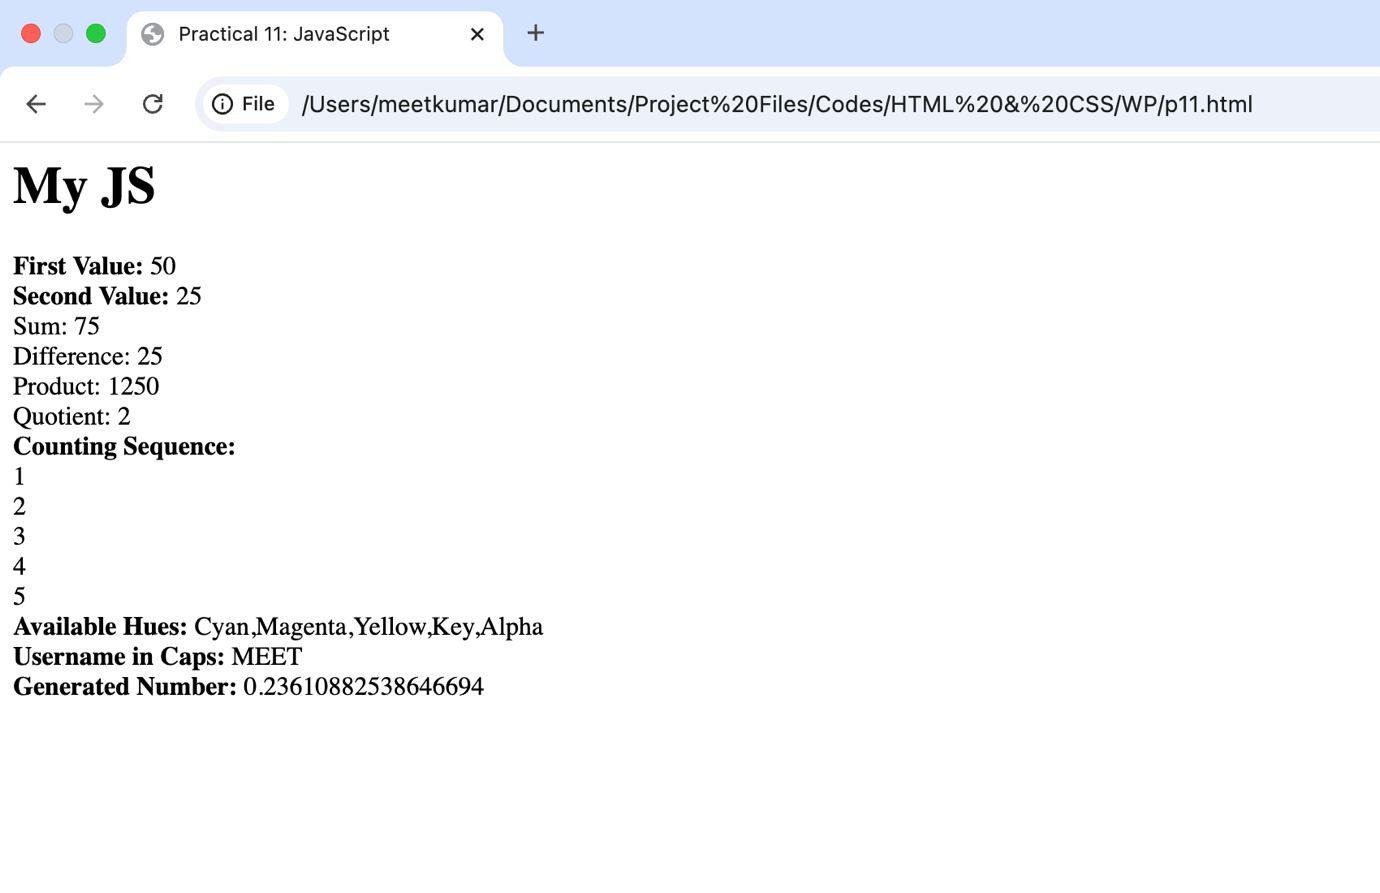 Practical 11: JavaScript
File /Users/meetkumar/Documents/Project%20Files/Codes/HTML%20&%20CSS/WP/p11.html
My JS
First Value: 50
Second Value: 25
Sum: 75
Difference: 25
Product: 1250
Quotient: 2
Counting Sequence:
1
2
3
4
5
Available Hues: Cyan,Magenta,Yellow,Key,Alpha
Username in Caps: MEET
Generated Number: 0.23610882538646694